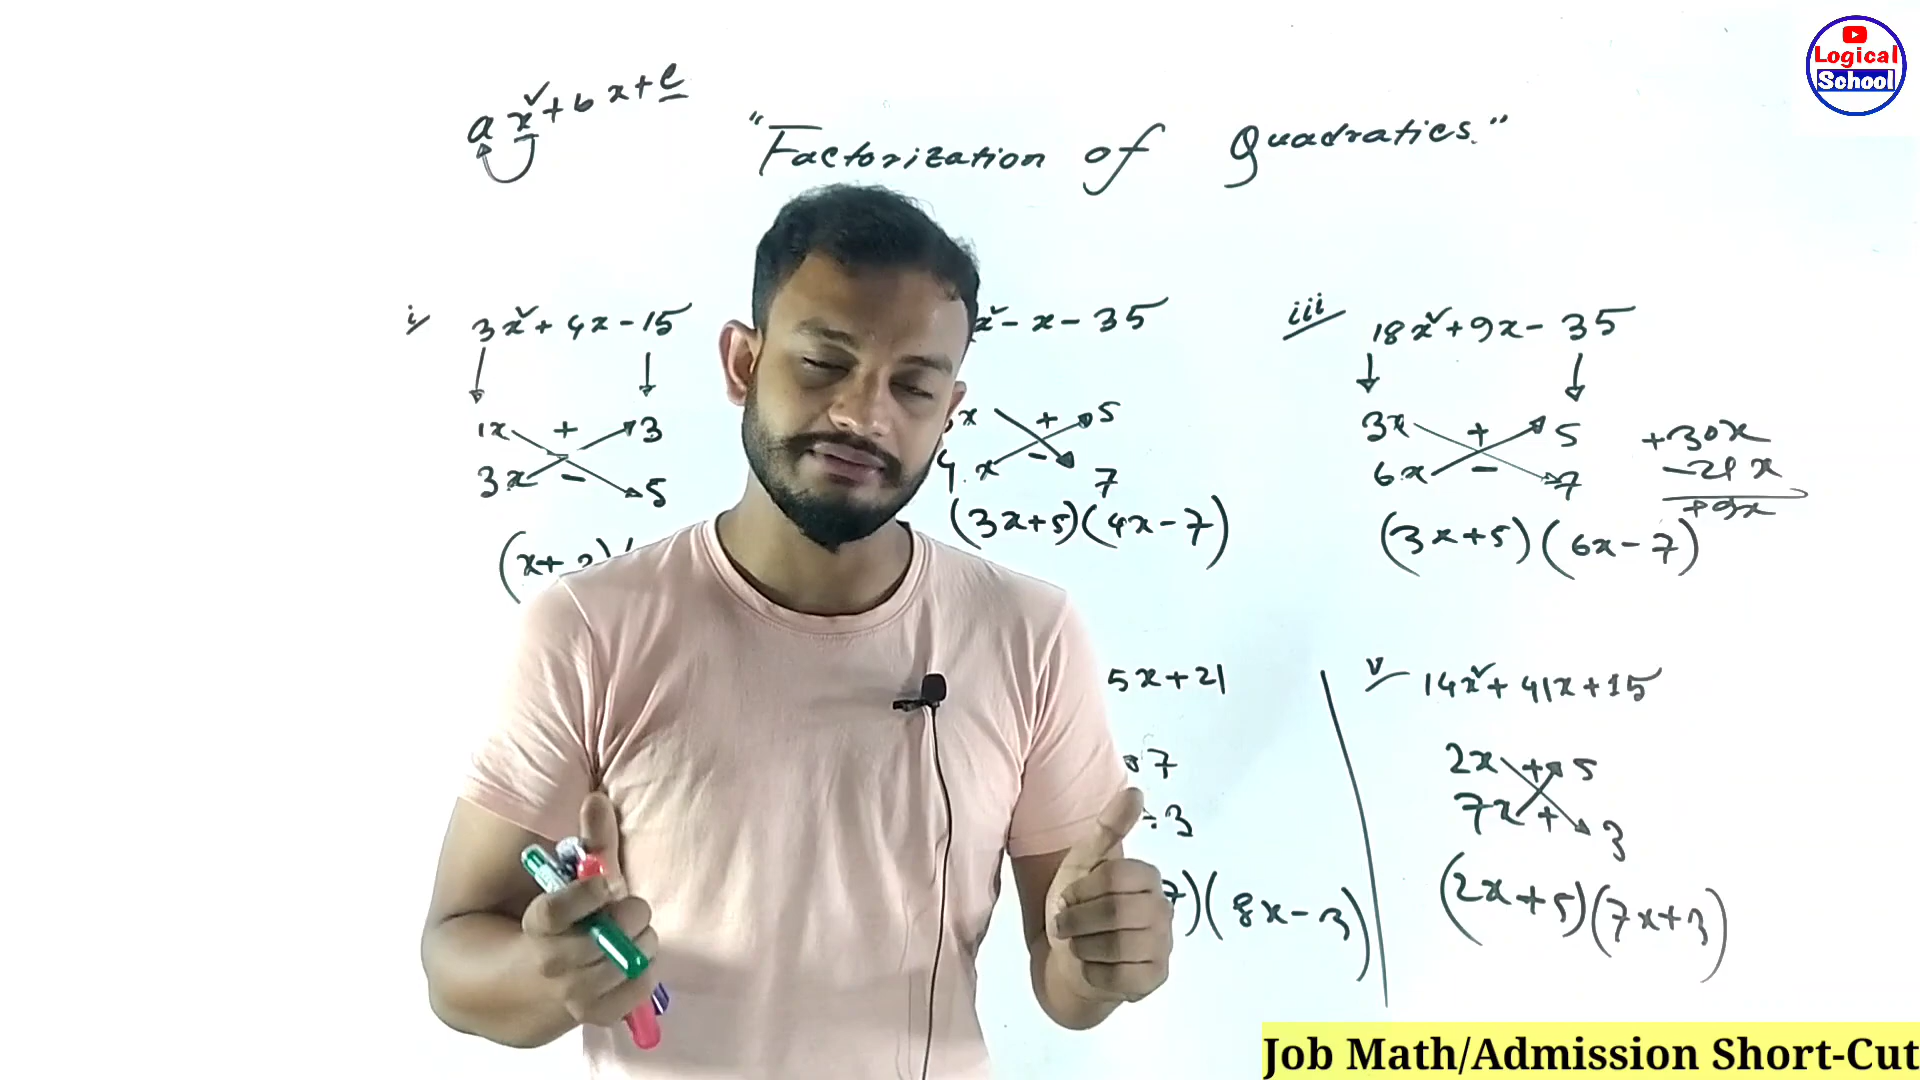 Logical
School
ax²+bx+c
"Factorization of Quadratics."
i/ 3x²+4x-15
1x + 3
3x - 5
(x+3)(
x²-x-35
x + 5
4x - 7
(3x+5)(4x-7)
iii 18x²+9x-35
3x + 5
6x - 7
+30x
-21x
+9x
(3x+5)(6x-7)
5x+21
7
3
7)(8x-3)
v 14x²+41x+15
2x + 5
7x + 3
(2x+5)(7x+3)
Job Math/Admission Short-Cut